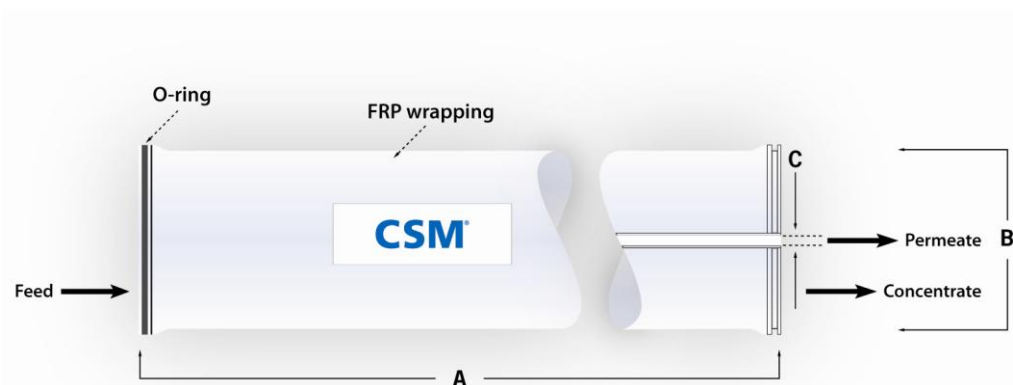 O-ring
FRP wrapping
C
CSM®
Permeate
B
Feed
Concentrate
A